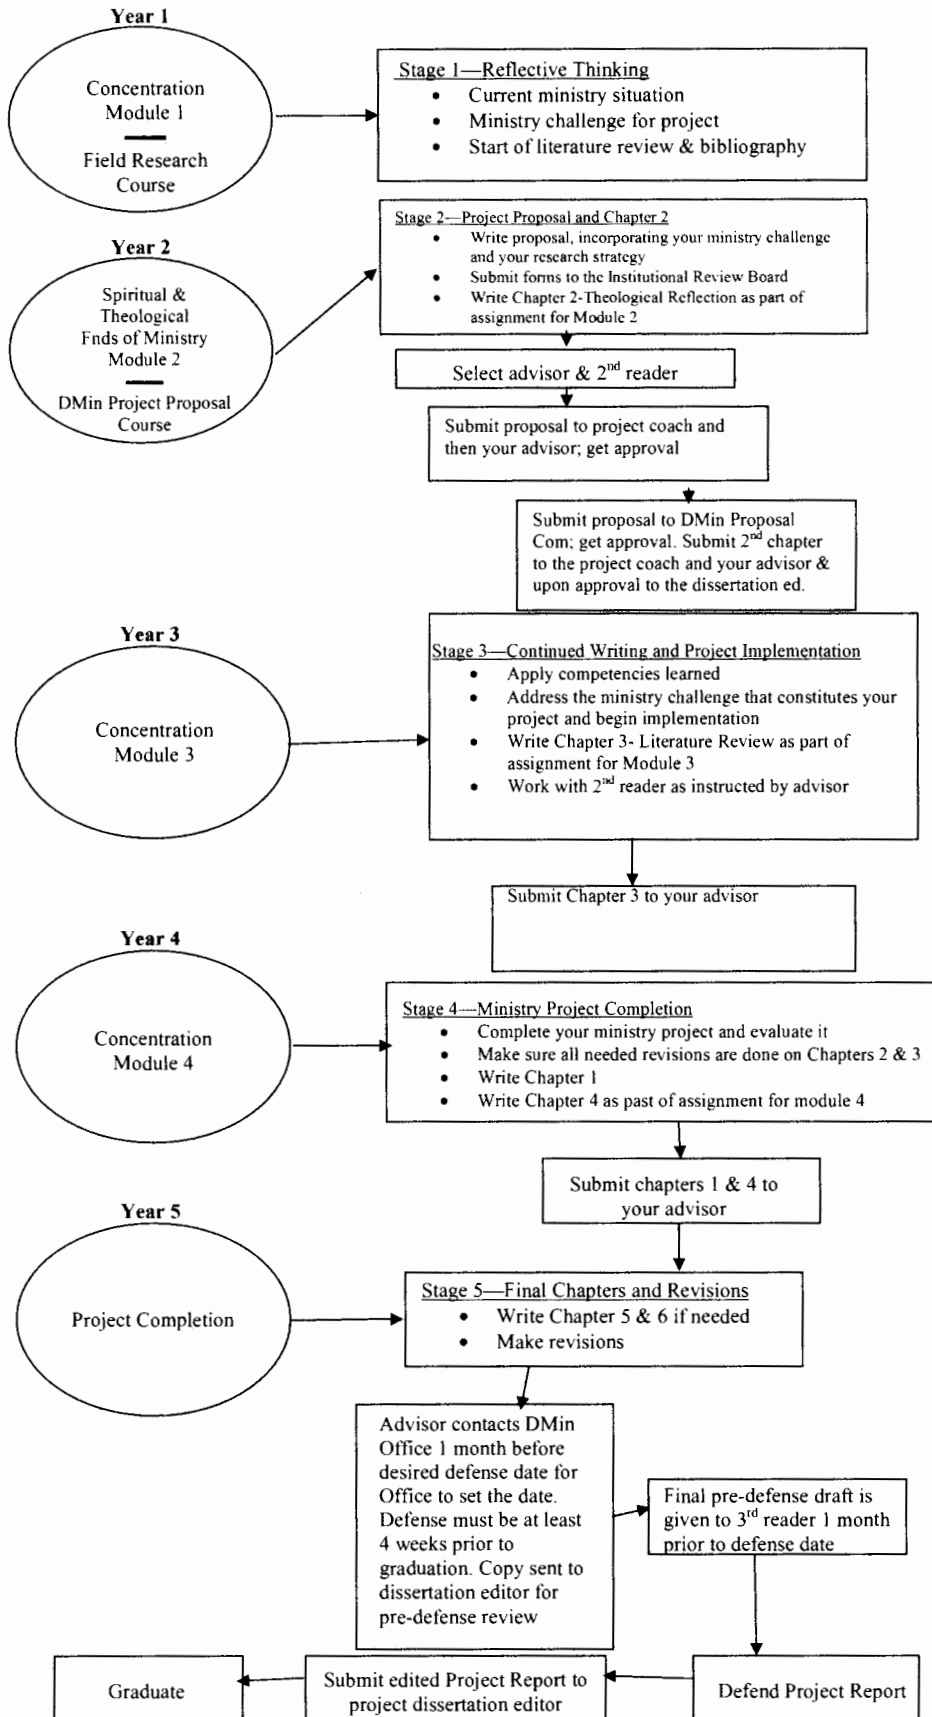 Year 1
Concentration
Module 1
Field Research
Course
Stage 1—Reflective Thinking
• Current ministry situation
• Ministry challenge for project
• Start of literature review & bibliography
Year 2
Spiritual &
Theological
Fnds of Ministry
Module 2
DMin Project Proposal
Course
Stage 2—Project Proposal and Chapter 2
• Write proposal, incorporating your ministry challenge
and your research strategy
• Submit forms to the Institutional Review Board
• Write Chapter 2-Theological Reflection as part of
assignment for Module 2
Select advisor & 2nd reader
Submit proposal to project coach and
then your advisor; get approval
Submit proposal to DMin Proposal
Com; get approval. Submit 2nd chapter
to the project coach and your advisor &
upon approval to the dissertation ed.
Year 3
Concentration
Module 3
Stage 3—Continued Writing and Project Implementation
• Apply competencies learned
• Address the ministry challenge that constitutes your
project and begin implementation
• Write Chapter 3- Literature Review as part of
assignment for Module 3
• Work with 2nd reader as instructed by advisor
Submit Chapter 3 to your advisor
Year 4
Concentration
Module 4
Stage 4—Ministry Project Completion
• Complete your ministry project and evaluate it
• Make sure all needed revisions are done on Chapters 2 & 3
• Write Chapter 1
• Write Chapter 4 as past of assignment for module 4
Submit chapters 1 & 4 to
your advisor
Year 5
Project Completion
Stage 5—Final Chapters and Revisions
• Write Chapter 5 & 6 if needed
• Make revisions
Advisor contacts DMin
Office 1 month before
desired defense date for
Office to set the date.
Defense must be at least
4 weeks prior to
graduation. Copy sent to
dissertation editor for
pre-defense review
Final pre-defense draft is
given to 3rd reader 1 month
prior to defense date
Defend Project Report
Submit edited Project Report to
project dissertation editor
Graduate